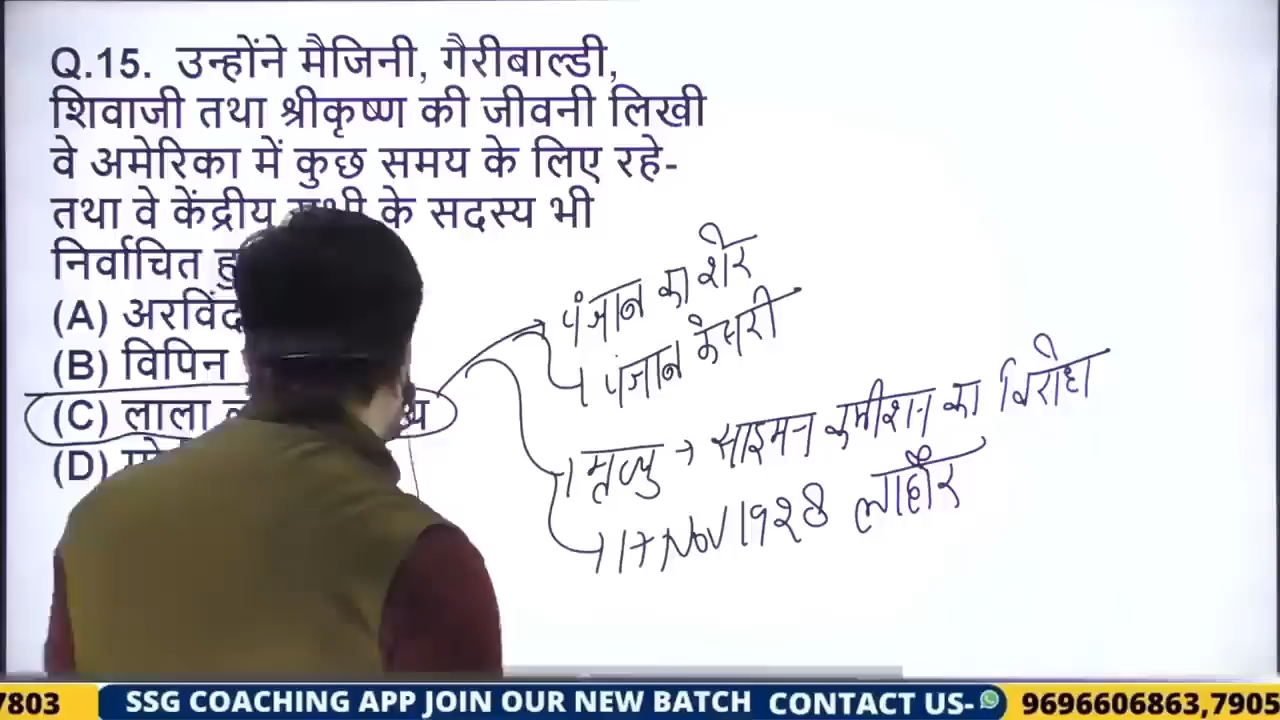 Q.15. उन्होंने मैजिनी, गैरीबाल्डी,
शिवाजी तथा श्रीकृष्ण की जीवनी लिखी
वे अमेरिका में कुछ समय के लिए रहे-
तथा वे केंद्रीय के सदस्य भी
निर्वाचित
(A) अरविंद
(B) विपिन
(C) लाला
(D)
पंजाब का शेर
पंजाब केसरी
मृत्यु → साइमन कमीशन का विरोध
17 Nov 1928 लाहौर
7803 SSG COACHING APP JOIN OUR NEW BATCH CONTACT US- 9696606863,7905